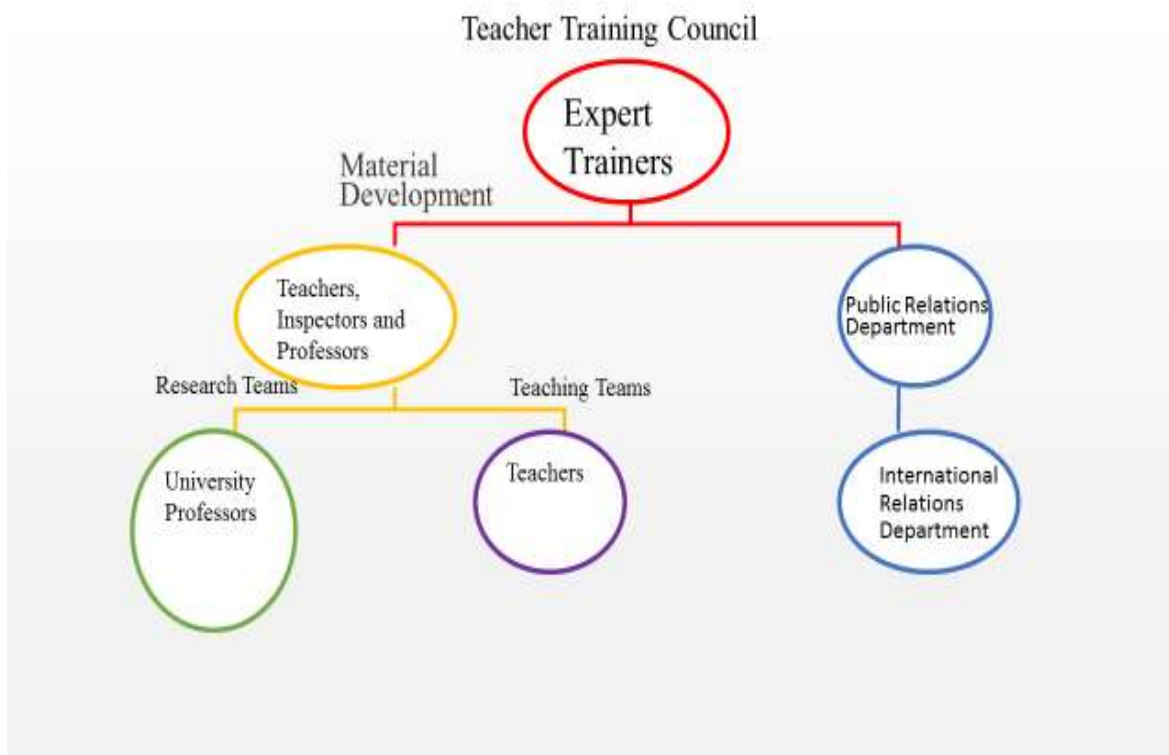 Teacher Training Council
Expert
Trainers
Material
Development
Teachers,
Inspectors and
Professors
Public Relations
Department
Research Teams
Teaching Teams
University
Professors
Teachers
International
Relations
Department